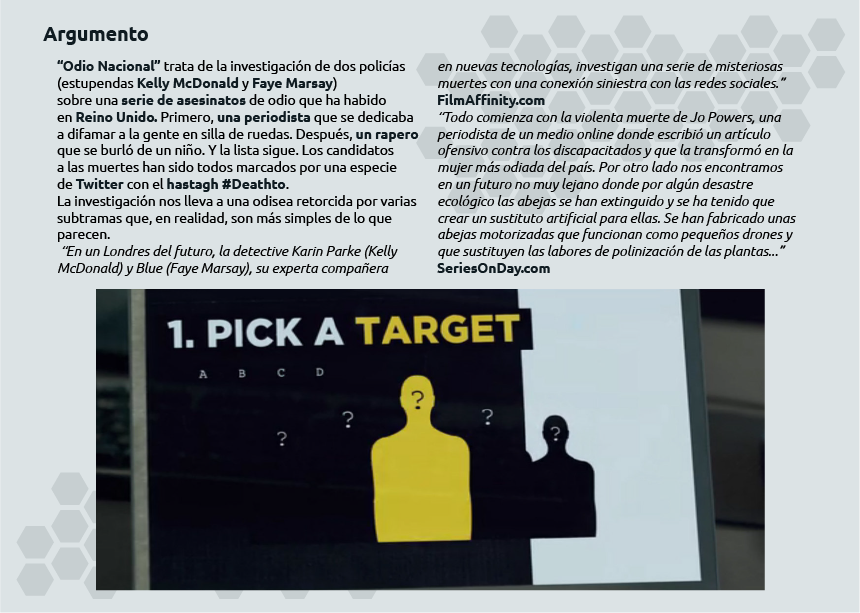 Argumento
“Odio Nacional” trata de la investigación de dos policías
(estupendas Kelly McDonald y Faye Marsay)
sobre una serie de asesinatos de odio que ha habido
en Reino Unido. Primero, una periodista que se dedicaba
a difamar a la gente en silla de ruedas. Después, un rapero
que se burló de un niño. Y la lista sigue. Los candidatos
a las muertes han sido todos marcados por una especie
de Twitter con el hastagh #Deathto.
La investigación nos lleva a una odisea retorcida por varias
subtramas que, en realidad, son más simples de lo que
parecen.
“En un Londres del futuro, la detective Karin Parke (Kelly
McDonald) y Blue (Faye Marsay), su experta compañera
en nuevas tecnologías, investigan una serie de misteriosas
muertes con una conexión siniestra con las redes sociales.”
FilmAffinity.com
“Todo comienza con la violenta muerte de Jo Powers, una
periodista de un medio online donde escribió un artículo
ofensivo contra los discapacitados y que la transformó en la
mujer más odiada del país. Por otro lado nos encontramos
en un futuro no muy lejano donde por algún desastre
ecológico las abejas se han extinguido y se ha tenido que
crear un sustituto artificial para ellas. Se han fabricado unas
abejas motorizadas que funcionan como pequeños drones y
que sustituyen las labores de polinización de las plantas...”
SeriesOnDay.com
1. PICK A TARGET
A B C D
? ? ? ? ?